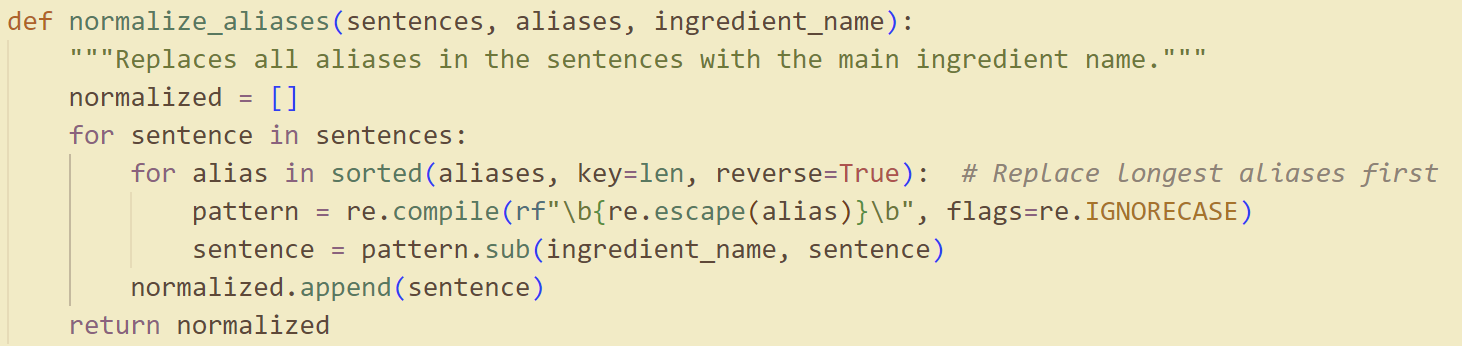 def normalize_aliases(sentences, aliases, ingredient_name):
    """Replaces all aliases in the sentences with the main ingredient name."""
    normalized = []
    for sentence in sentences:
        for alias in sorted(aliases, key=len, reverse=True):  # Replace longest aliases first
            pattern = re.compile(rf"\b{re.escape(alias)}\b", flags=re.IGNORECASE)
            sentence = pattern.sub(ingredient_name, sentence)
        normalized.append(sentence)
    return normalized